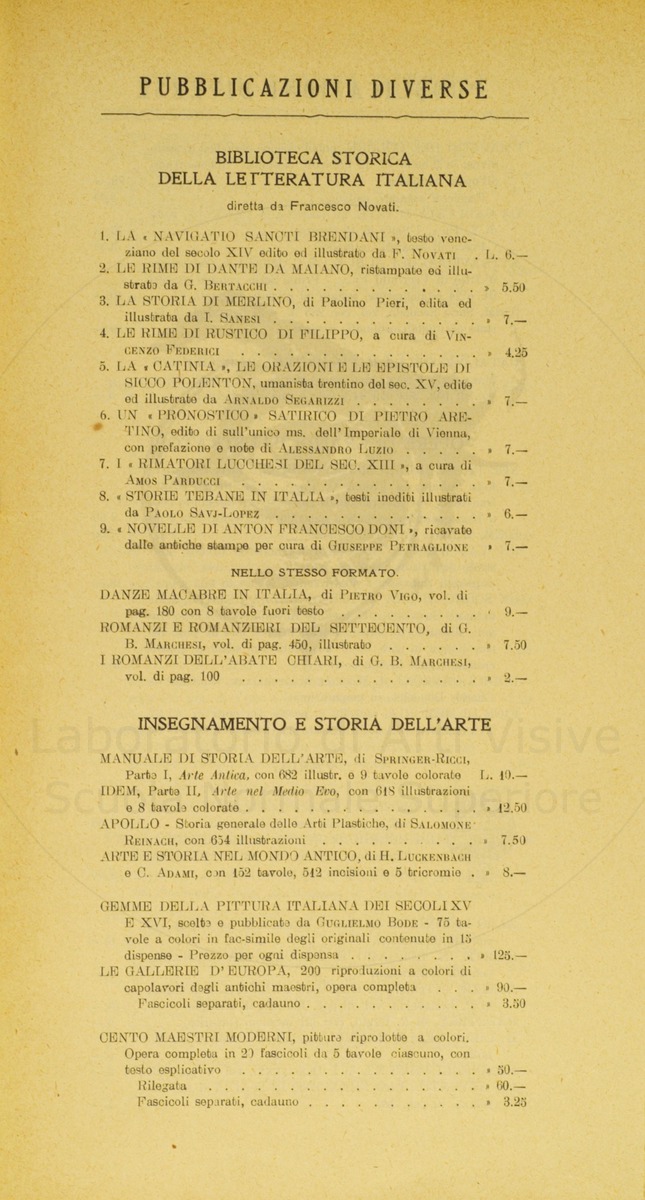 PUBBLICAZIONI DIVERSE
BIBLIOTECA STORICA
DELLA LETTERATURA ITALIANA
diretta da Francesco Novati.
1. LA « NAVIGATIO SANCTI BRENDANI », testo vene-
ziano del secolo XIV edito ed illustrato da F. NOVATI . L. 6.—
2. LE RIME DI DANTE DA MAIANO, ristampate ed illu-
strate da G. BERTACCHI . . . . . . . . . . . . » 5.50
3. LA STORIA DI MERLINO, di Paolino Pieri, edita ed
illustrata da I. SANESI . . . . . . . . . . . . » 7.—
4. LE RIME DI RUSTICO DI FILIPPO, a cura di VIN-
CENZO FEDERICI . . . . . . . . . . . . . . » 4.25
5. LA « CATINIA », LE ORAZIONI E LE EPISTOLE DI
SICCO POLENTON, umanista trentino del sec. XV, edite
ed illustrate da ARNALDO SEGARIZZI . . . . . . . . » 7.—
6. UN « PRONOSTICO » SATIRICO DI PIETRO ARE-
TINO, edito di sull'unico ms. dell'Imperiale di Vienna,
con prefazione e note di ALESSANDRO LUZIO . . . . . » 7.—
7. I « RIMATORI LUCCHESI DEL SEC. XIII », a cura di
AMOS PARDUCCI . . . . . . . . . . . . . . » 7.—
8. « STORIE TEBANE IN ITALIA », testi inediti illustrati
da PAOLO SAVJ-LOPEZ . . . . . . . . . . . . » 6.—
9. « NOVELLE DI ANTON FRANCESCO DONI », ricavate
dalle antiche stampe per cura di GIUSEPPE PETRAGLIONE » 7.—
NELLO STESSO FORMATO.
DANZE MACABRE IN ITALIA, di PIETRO VIGO, vol. di
pag. 180 con 8 tavole fuori testo . . . . . . . . . » 9.—
ROMANZI E ROMANZIERI DEL SETTECENTO, di G.
B. MARCHESI, vol. di pag. 450, illustrato . . . . . . » 7.50
I ROMANZI DELL'ABATE CHIARI, di G. B. MARCHESI,
vol. di pag. 100 . . . . . . . . . . . . . . » 2.—
INSEGNAMENTO E STORIA DELL'ARTE
MANUALE DI STORIA DELL'ARTE, di SPRINGER-RICCI,
Parte I, Arte Antica, con 682 illustr. e 9 tavole colorate L. 10.—
IDEM, Parte II, Arte nel Medio Evo, con 648 illustrazioni
e 8 tavole colorate . . . . . . . . . . . . . . » 12.50
APOLLO - Storia generale delle Arti Plastiche, di SALOMONE
REINACH, con 654 illustrazioni . . . . . . . . . . » 7.50
ARTE E STORIA NEL MONDO ANTICO, di H. LUCKENBACH
e C. ADAMI, con 152 tavole, 512 incisioni e 5 tricromie . » 8.—
GEMME DELLA PITTURA ITALIANA DEI SECOLI XV
E XVI, scelte e pubblicate da GUGLIELMO BODE - 75 ta-
vole a colori in fac-simile degli originali contenute in 15
dispense - Prezzo per ogni dispensa . . . . . . . . » 125.—
LE GALLERIE D'EUROPA, 200 riproduzioni a colori di
capolavori degli antichi maestri, opera completa . . . » 90.—
Fascicoli separati, cadauno . . . . . . . . . . . » 3.50
CENTO MAESTRI MODERNI, pitture riprodotte a colori.
Opera completa in 20 fascicoli da 5 tavole ciascuno, con
testo esplicativo . . . . . . . . . . . . . . » 50.—
Rilegata . . . . . . . . . . . . . . . . » 60.—
Fascicoli separati, cadauno . . . . . . . . . . . » 3.25